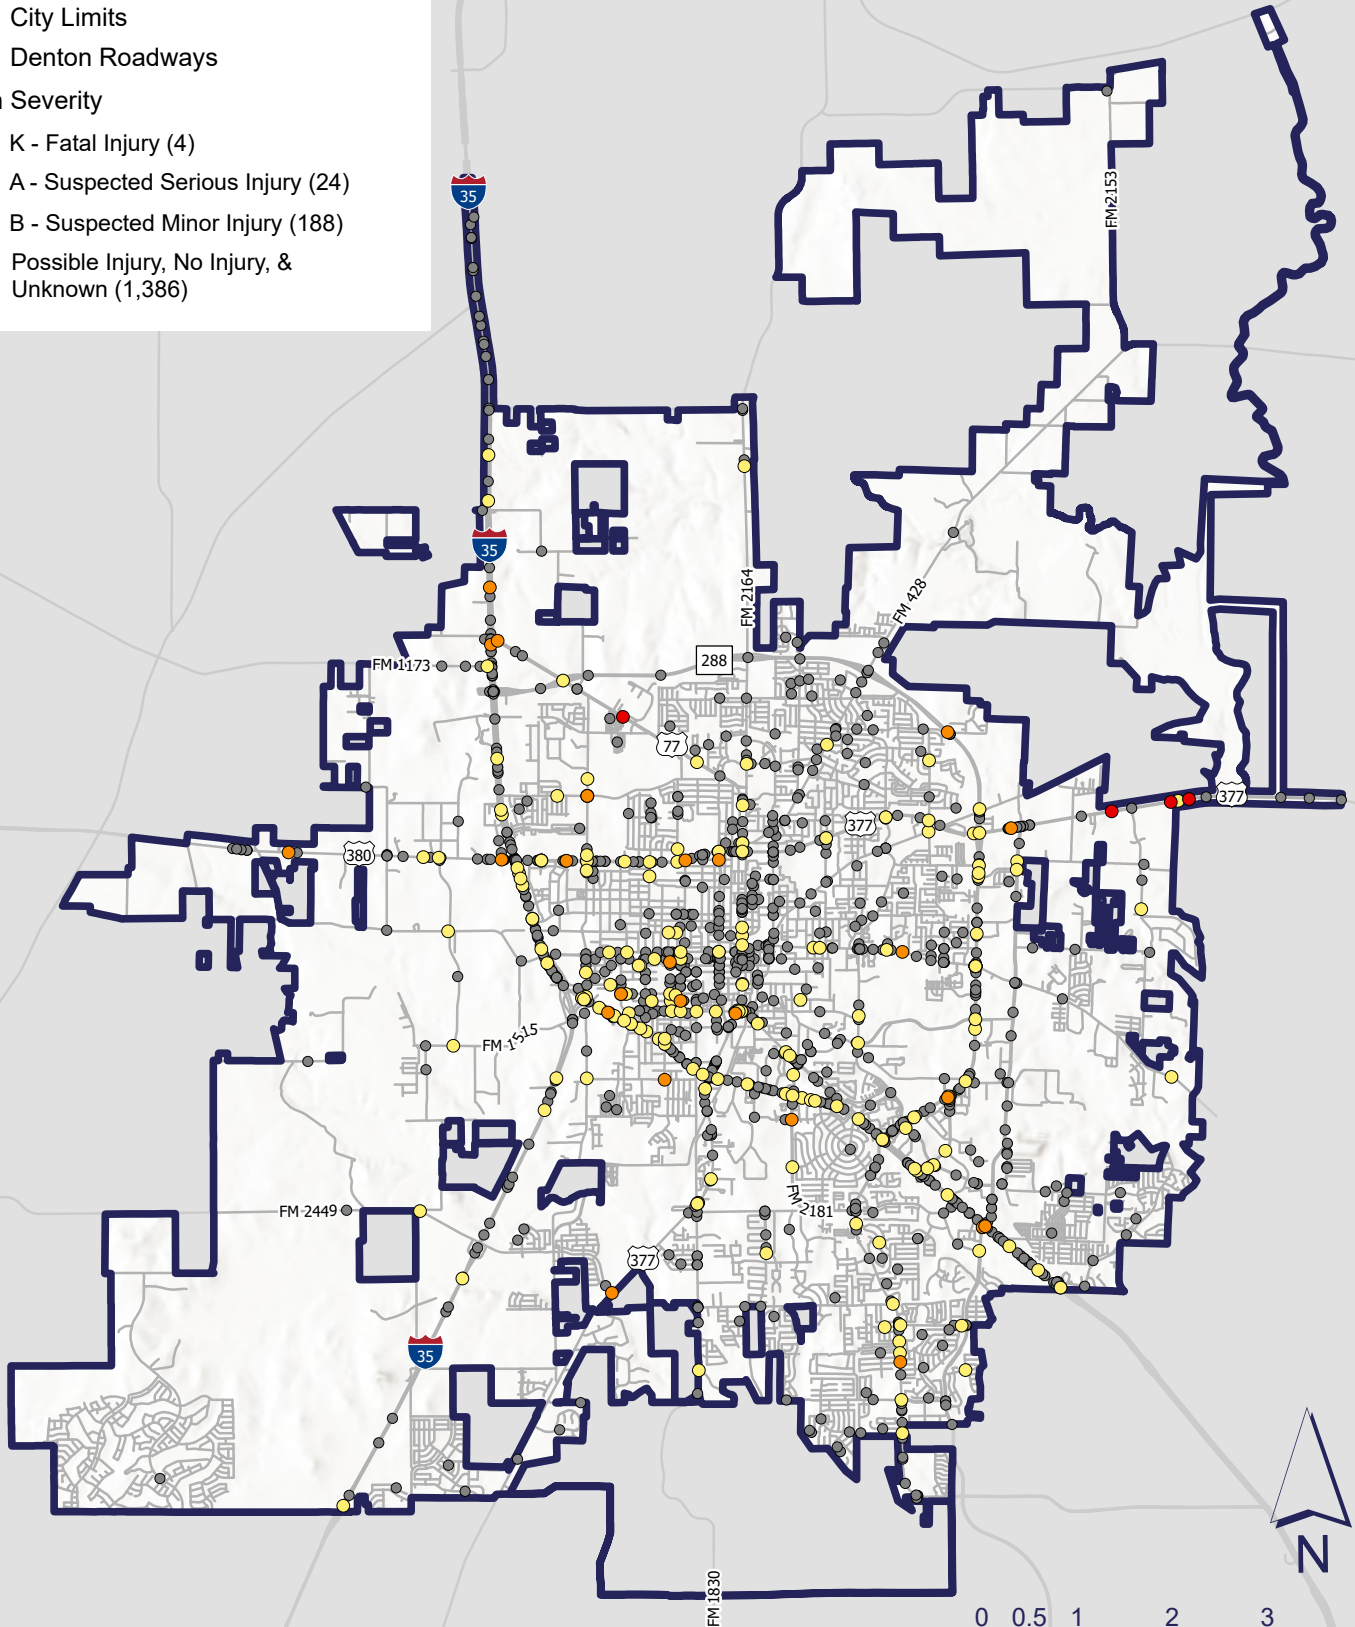 City Limits
Denton Roadways
Severity
K - Fatal Injury (4)
A - Suspected Serious Injury (24)
B - Suspected Minor Injury (188)
Possible Injury, No Injury, &
Unknown (1,386)
35
FM 2153
35
FM 2164
FM 428
FM 1173
288
77
377
377
380
FM 1515
FM 2449
FM 2181
377
35
N
FM 1830
0 0.5 1 2 3